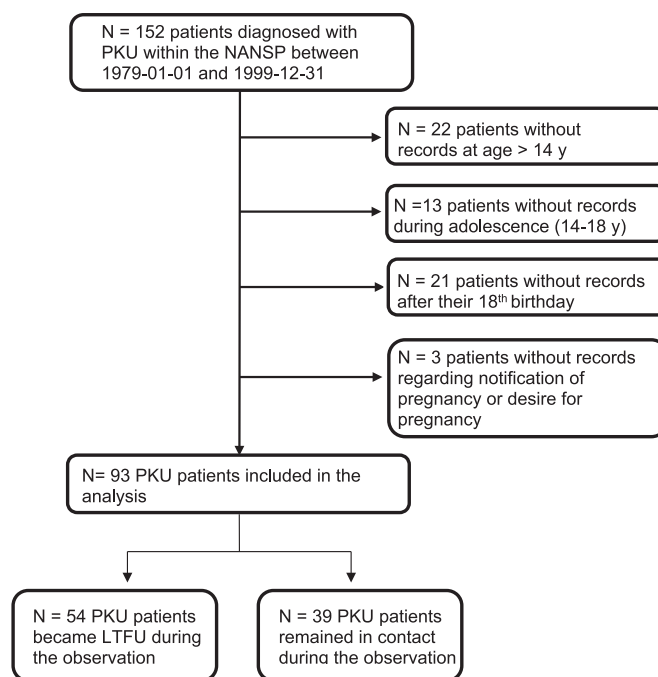 N = 152 patients diagnosed with
PKU within the NANSP between
1979-01-01 and 1999-12-31
N = 22 patients without
records at age > 14 y
N =13 patients without records
during adolescence (14-18 y)
N = 21 patients without records
after their 18th birthday
N = 3 patients without records
regarding notification of
pregnancy or desire for
pregnancy
N= 93 PKU patients included in the
analysis
N = 54 PKU patients
became LTFU during
the observation
N = 39 PKU patients
remained in contact
during the observation